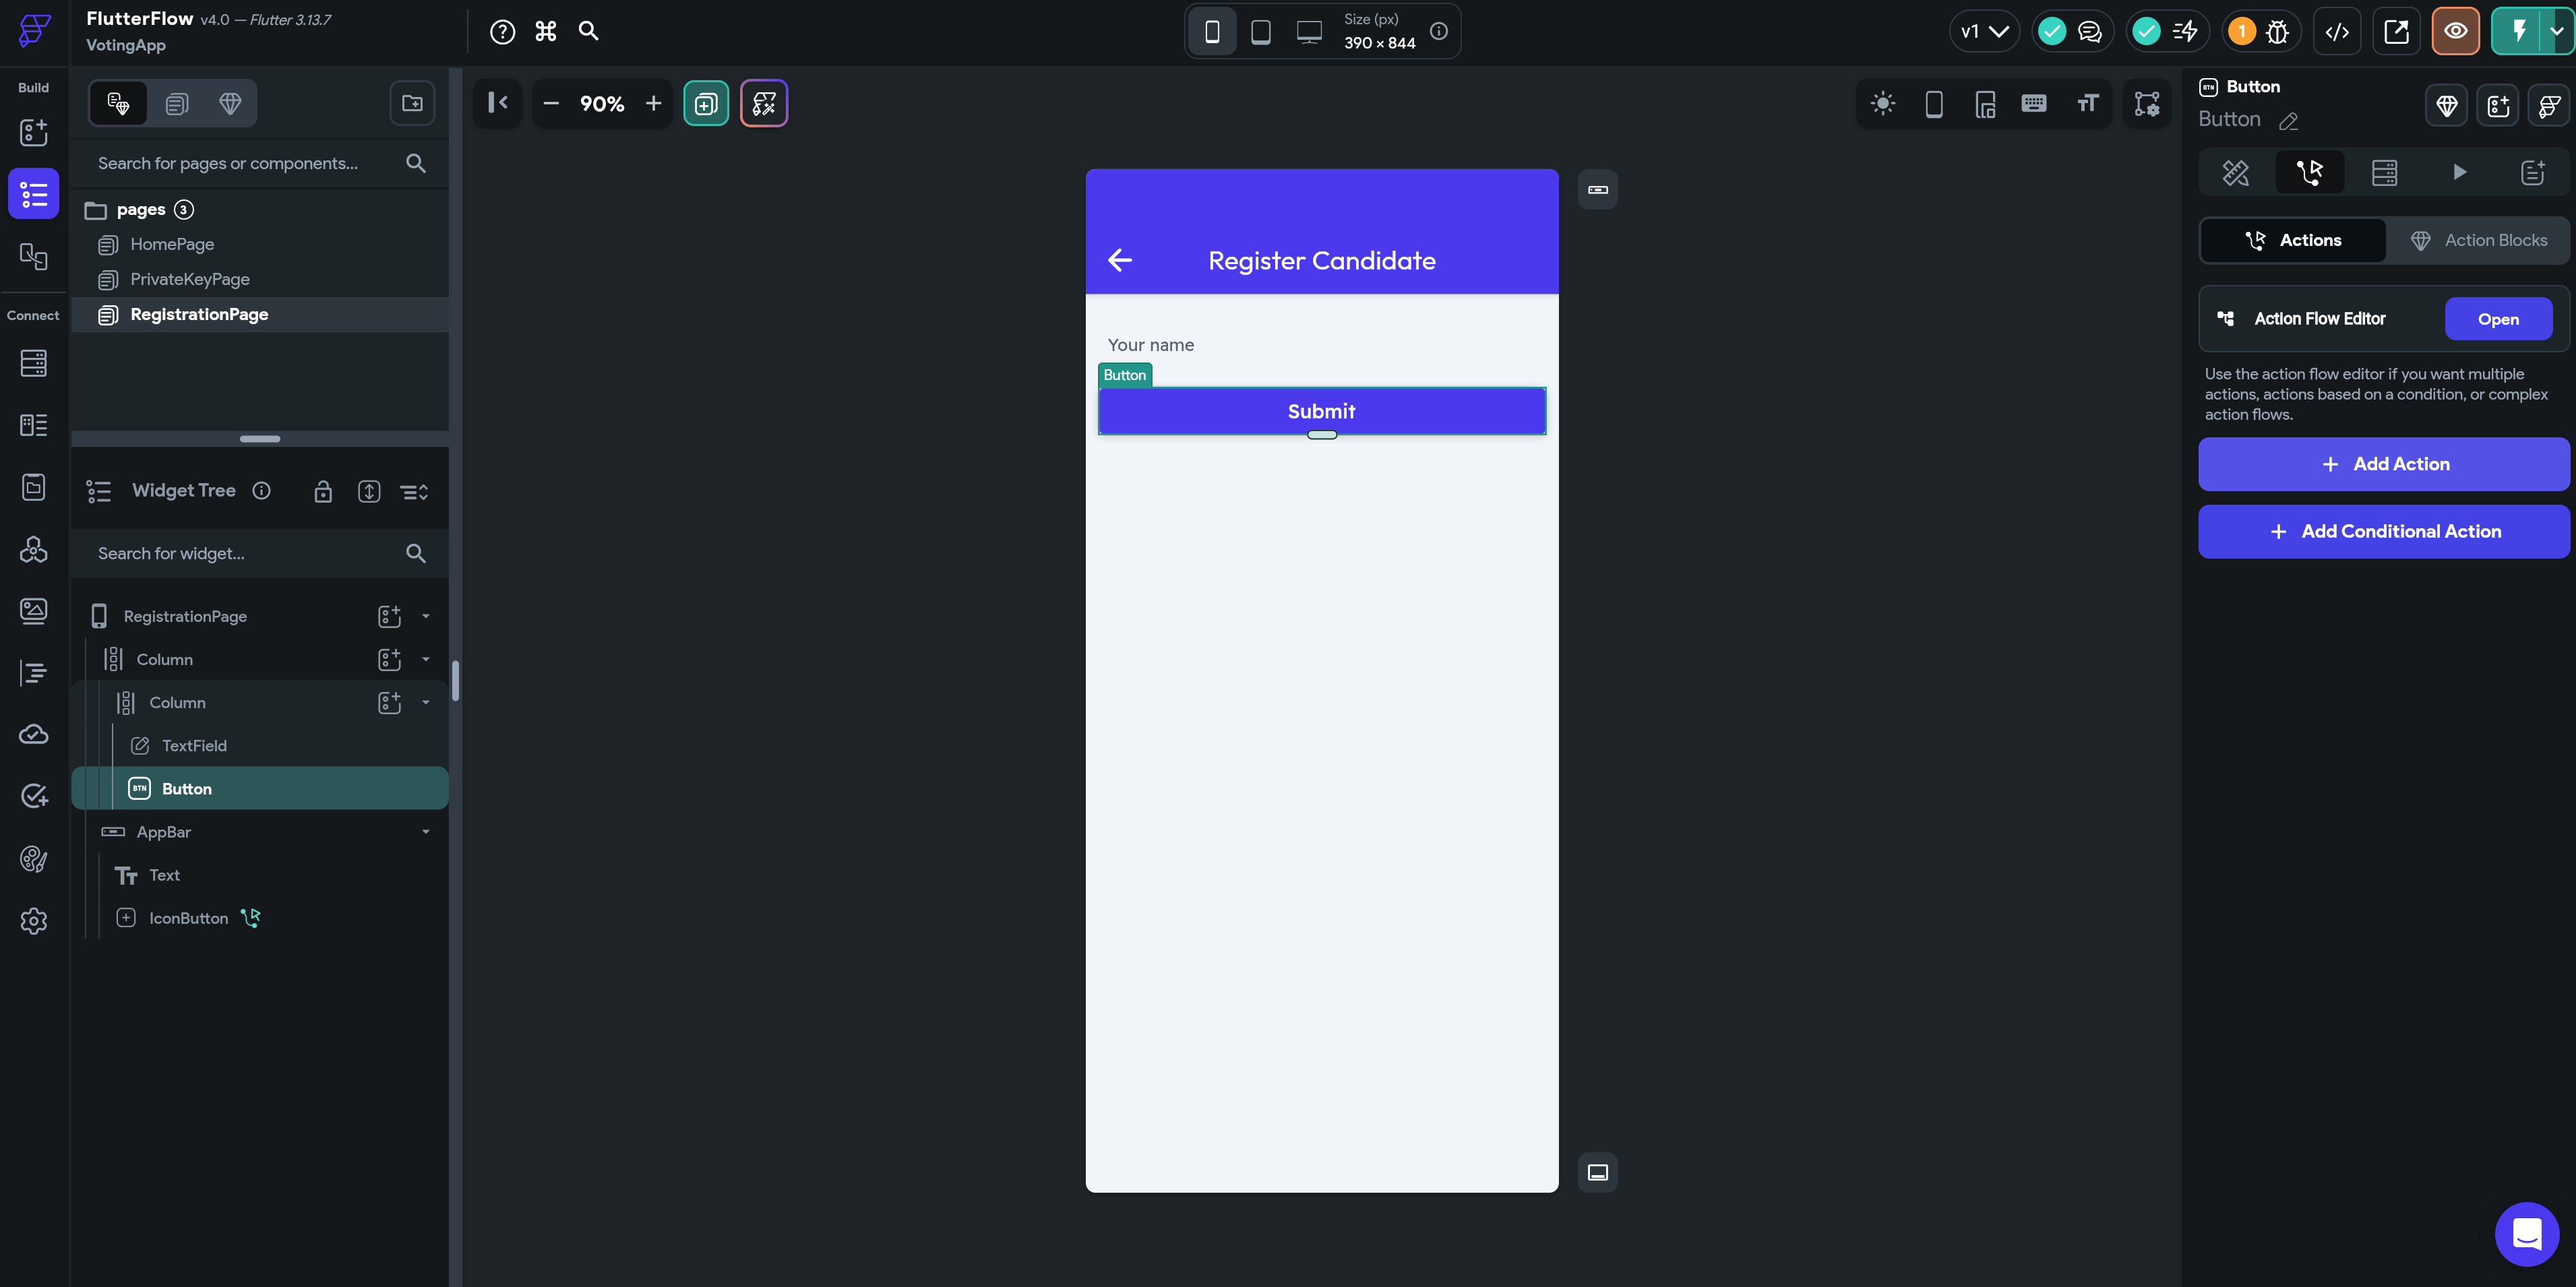 FlutterFlow v4.0 — Flutter 3.13.7
VotingApp
Size (px)
390 × 844
v1
1
Build
Connect
Search for pages or components...
pages 3
HomePage
PrivateKeyPage
RegistrationPage
Widget Tree
Search for widget...
RegistrationPage
Column
Column
TextField
BTN Button
AppBar
Text
IconButton
90%
Register Candidate
Your name
Button
Submit
BTN Button
Button
Actions
Action Blocks
Action Flow Editor
Open
Use the action flow editor if you want multiple
actions, actions based on a condition, or complex
action flows.
+ Add Action
+ Add Conditional Action